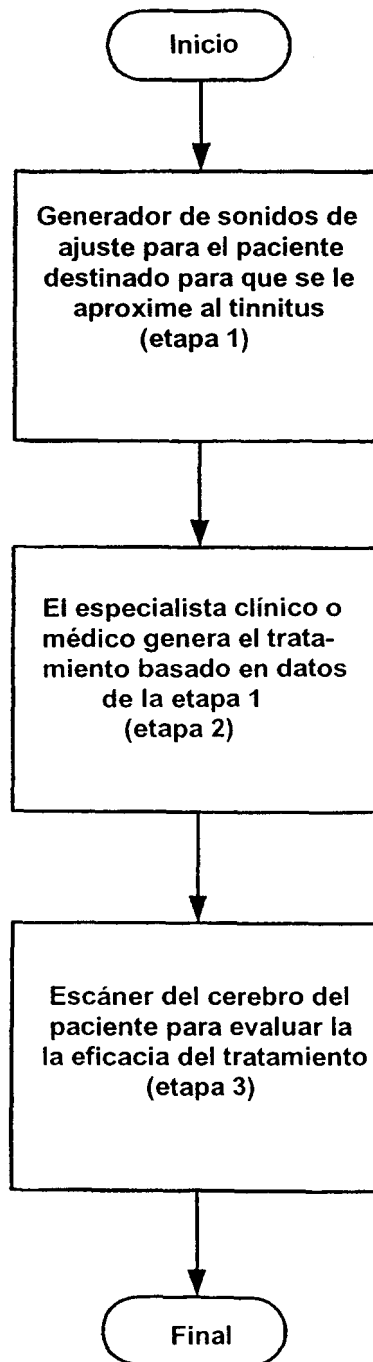 Inicio
Generador de sonidos de
ajuste para el paciente
destinado para que se le
aproxime al tinnitus
(etapa 1)
El especialista clínico o
médico genera el trata-
miento basado en datos
de la etapa 1
(etapa 2)
Escáner del cerebro del
paciente para evaluar la
la eficacia del tratamiento
(etapa 3)
Final